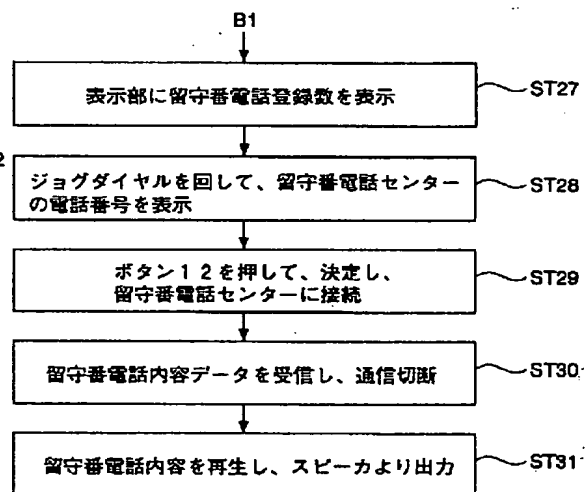 B1
表示部に留守番電話登録数を表示
ST27
2
ジョグダイヤルを回して、留守番電話センター
の電話番号を表示
ST28
ボタン12を押して、決定し、
留守番電話センターに接続
ST29
留守番電話内容データを受信し、通信切断
ST30
留守番電話内容を再生し、スピーカより出力
ST31